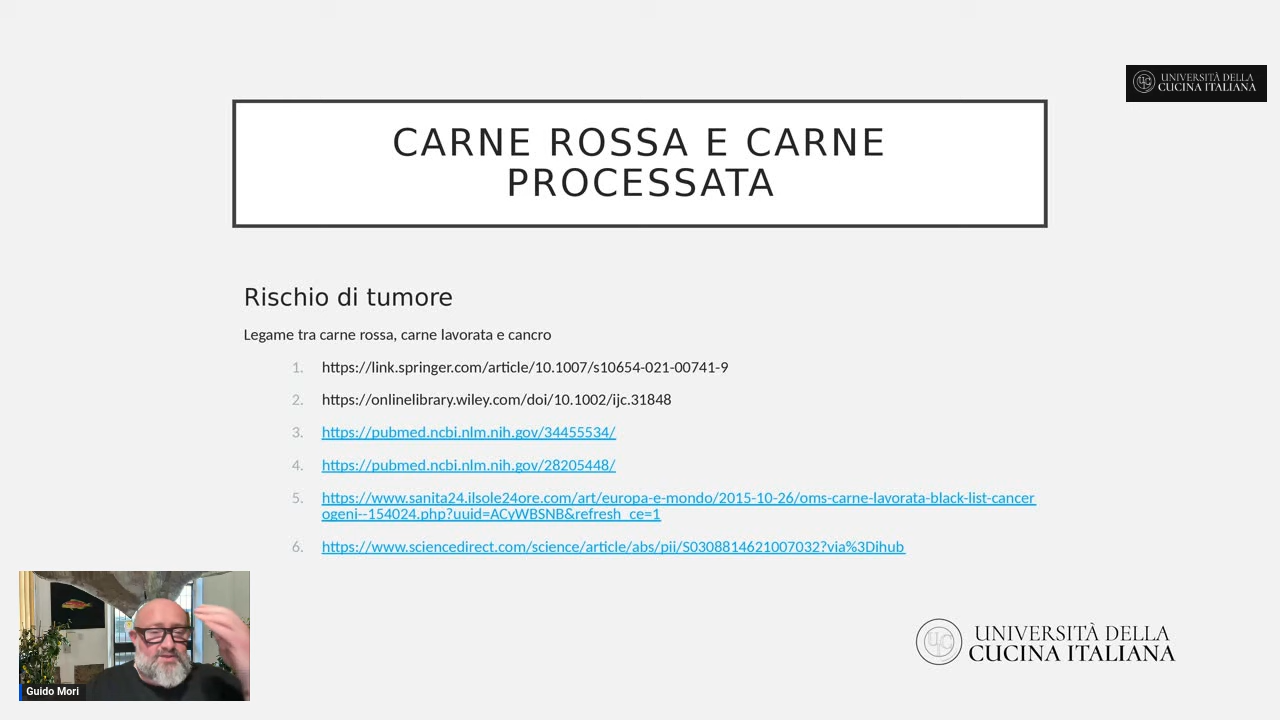 UNIVERSITÀ DELLA
CUCINA ITALIANA
CARNE ROSSA E CARNE
PROCESSATA
Rischio di tumore
Legame tra carne rossa, carne lavorata e cancro
1. https://link.springer.com/article/10.1007/s10654-021-00741-9
2. https://onlinelibrary.wiley.com/doi/10.1002/ijc.31848
3. https://pubmed.ncbi.nlm.nih.gov/34455534/
4. https://pubmed.ncbi.nlm.nih.gov/28205448/
5. https://www.sanita24.ilsole24ore.com/art/europa-e-mondo/2015-10-26/oms-carne-lavorata-black-list-cancer
ogeni--154024.php?uuid=ACyWBSNB&refresh_ce=1
6. https://www.sciencedirect.com/science/article/abs/pii/S0308814621007032?via%3Dihub
UNIVERSITÀ DELLA
CUCINA ITALIANA
Guido Mori